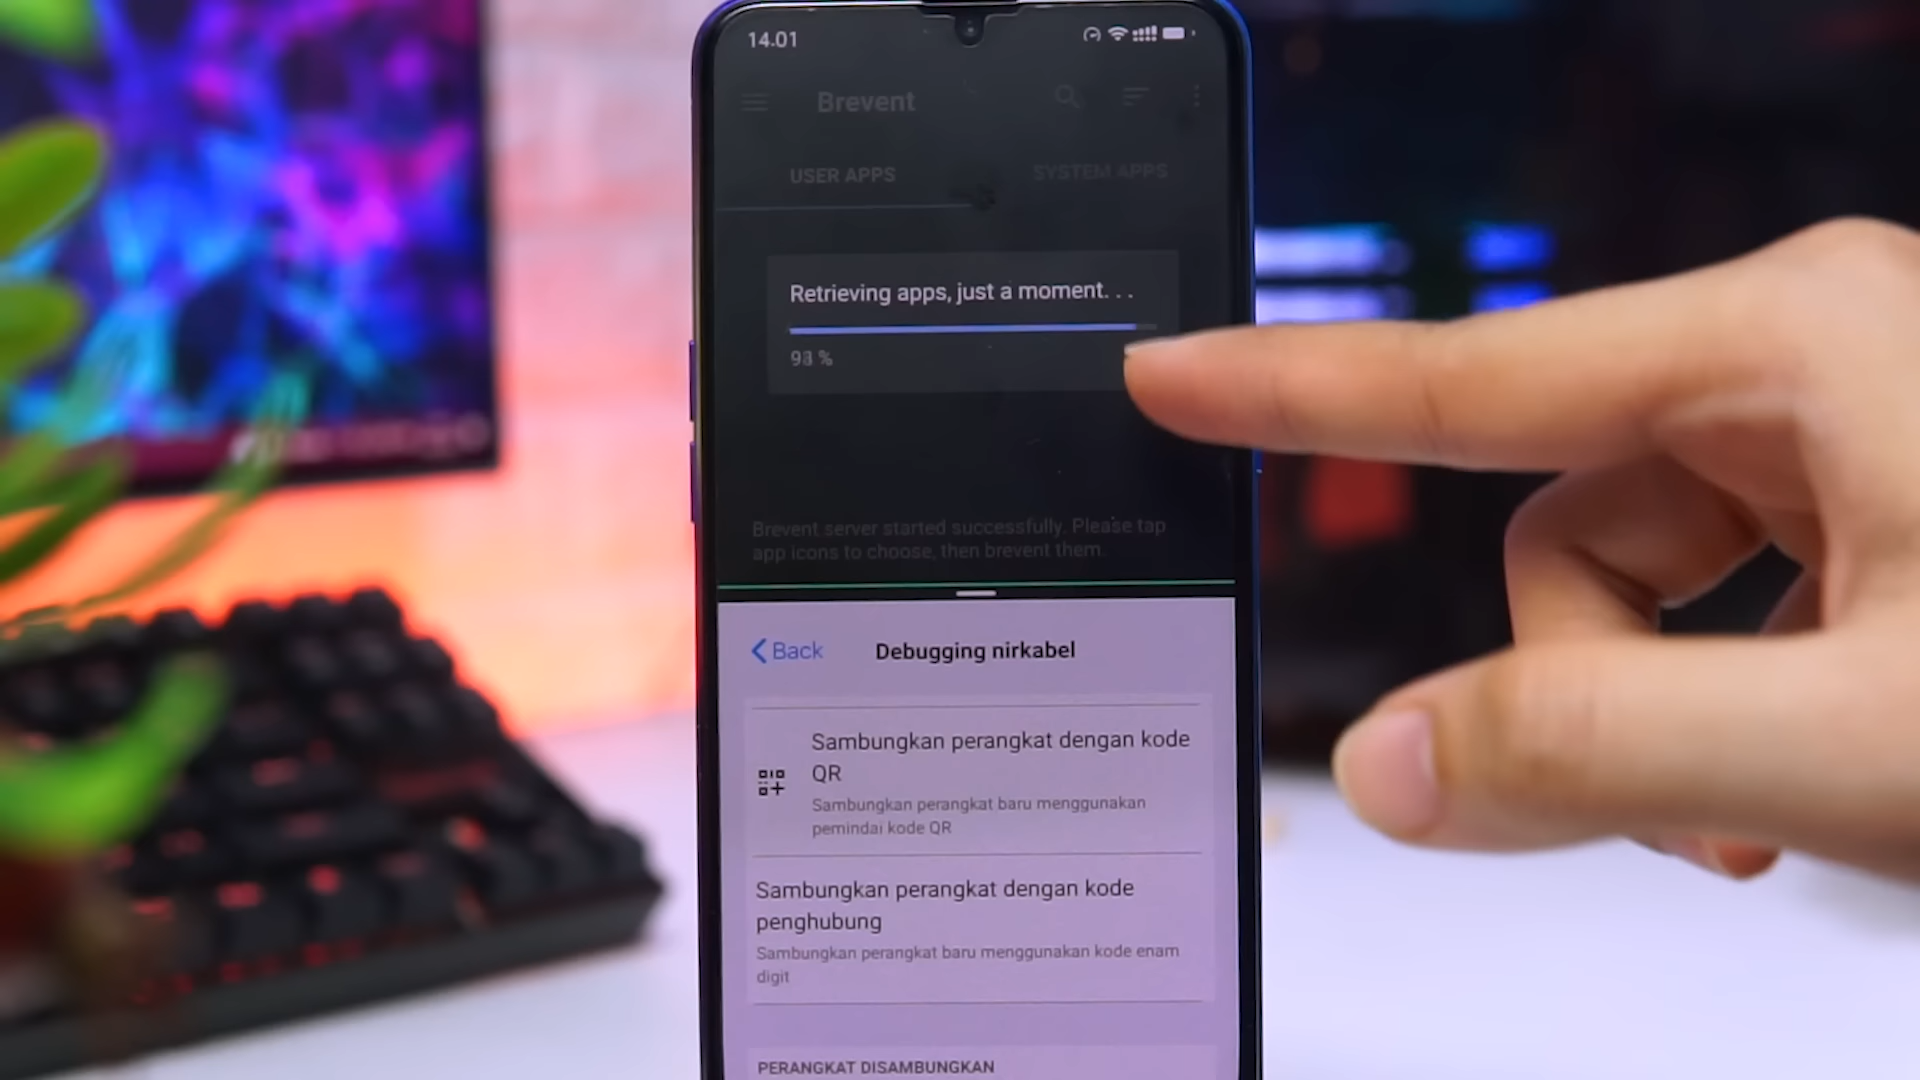 14.01
Brevent
USER APPS
SYSTEM APPS
Retrieving apps, just a moment. . .
%
Brevent server started successfully. Please tap
app icons to choose, then brevent them.
Back
Debugging nirkabel
Sambungkan perangkat dengan kode
QR
Sambungkan perangkat baru menggunakan
pemindai kode QR
Sambungkan perangkat dengan kode
penghubung
Sambungkan perangkat baru menggunakan kode enam
digit
PERANGKAT DISAMBUNGKAN